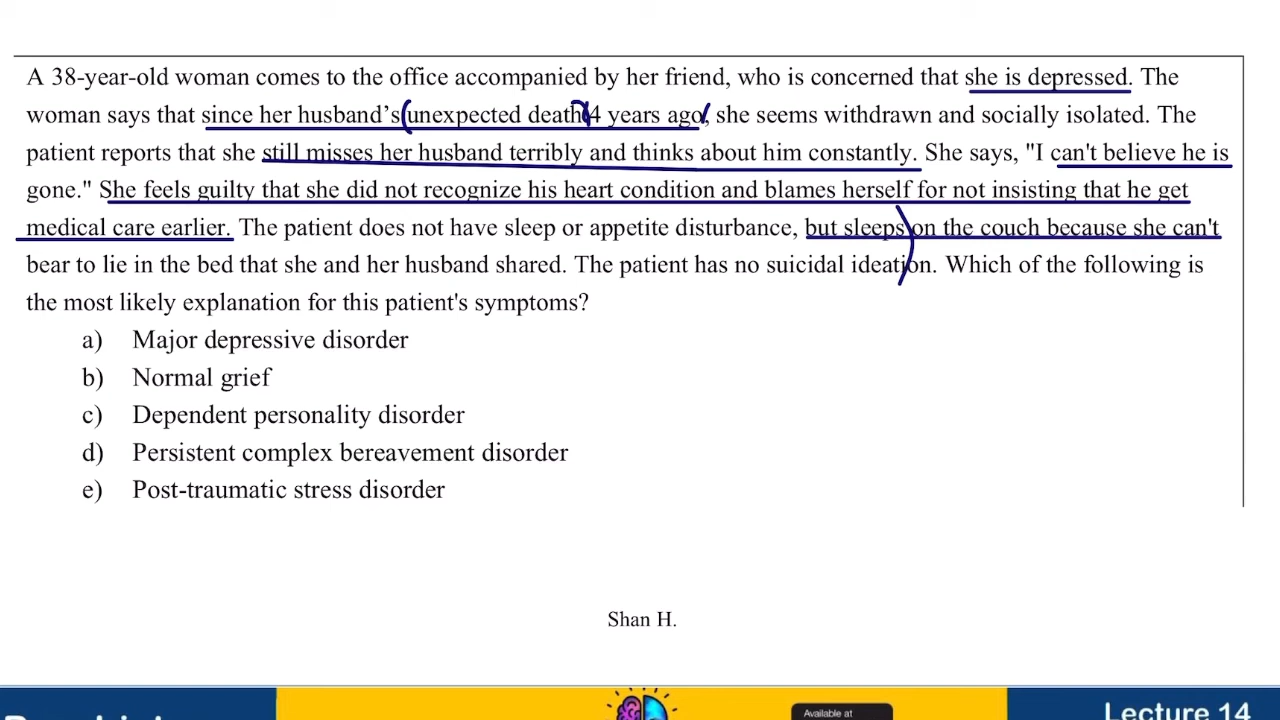 A 38-year-old woman comes to the office accompanied by her friend, who is concerned that she is depressed. The
woman says that since her husband's unexpected death 4 years ago, she seems withdrawn and socially isolated. The
patient reports that she still misses her husband terribly and thinks about him constantly. She says, "I can't believe he is
gone." She feels guilty that she did not recognize his heart condition and blames herself for not insisting that he get
medical care earlier. The patient does not have sleep or appetite disturbance, but sleeps on the couch because she can't
bear to lie in the bed that she and her husband shared. The patient has no suicidal ideation. Which of the following is
the most likely explanation for this patient's symptoms?
a) Major depressive disorder
b) Normal grief
c) Dependent personality disorder
d) Persistent complex bereavement disorder
e) Post-traumatic stress disorder
Shan H.
Available at
Lecture 14